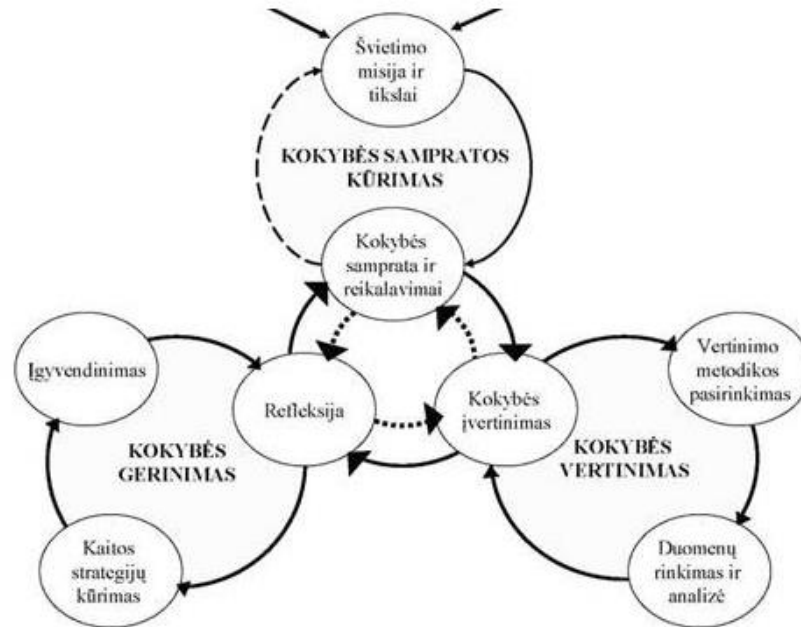 Švietimo
misija ir
tikslai
KOKYBĖS SAMPRATOS
KŪRIMAS
Kokybės
samprata ir
reikalavimai
Įgyvendinimas
Refleksija
Kokybės
įvertinimas
Vertinimo
metodikos
pasirinkimas
KOKYBĖS
GERINIMAS
KOKYBĖS
VERTINIMAS
Kaitos
strategijų
kūrimas
Duomenų
rinkimas ir
analizė